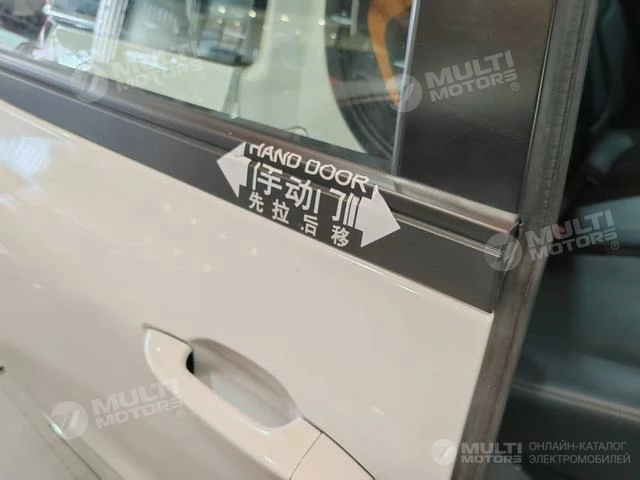 MULTI
MOTORS
MULTI
MOTORS
HAND DOOR
手动门
先拉.后移
MULTI
MOTORS
MULTI
MOTORS
MULTI
MOTORS
ОНЛАЙН-КАТАЛОГ
ЭЛЕКТРОМОБИЛЕЙ